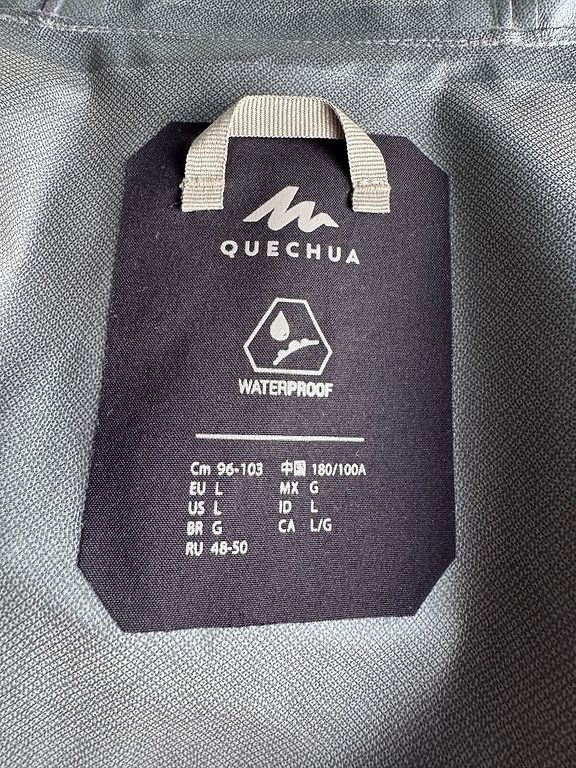 QUECHUA
WATERPROOF
Cm 96-103 中国 180/100A
EU L MX G
US L ID L
BR G CA L/G
RU 48-50